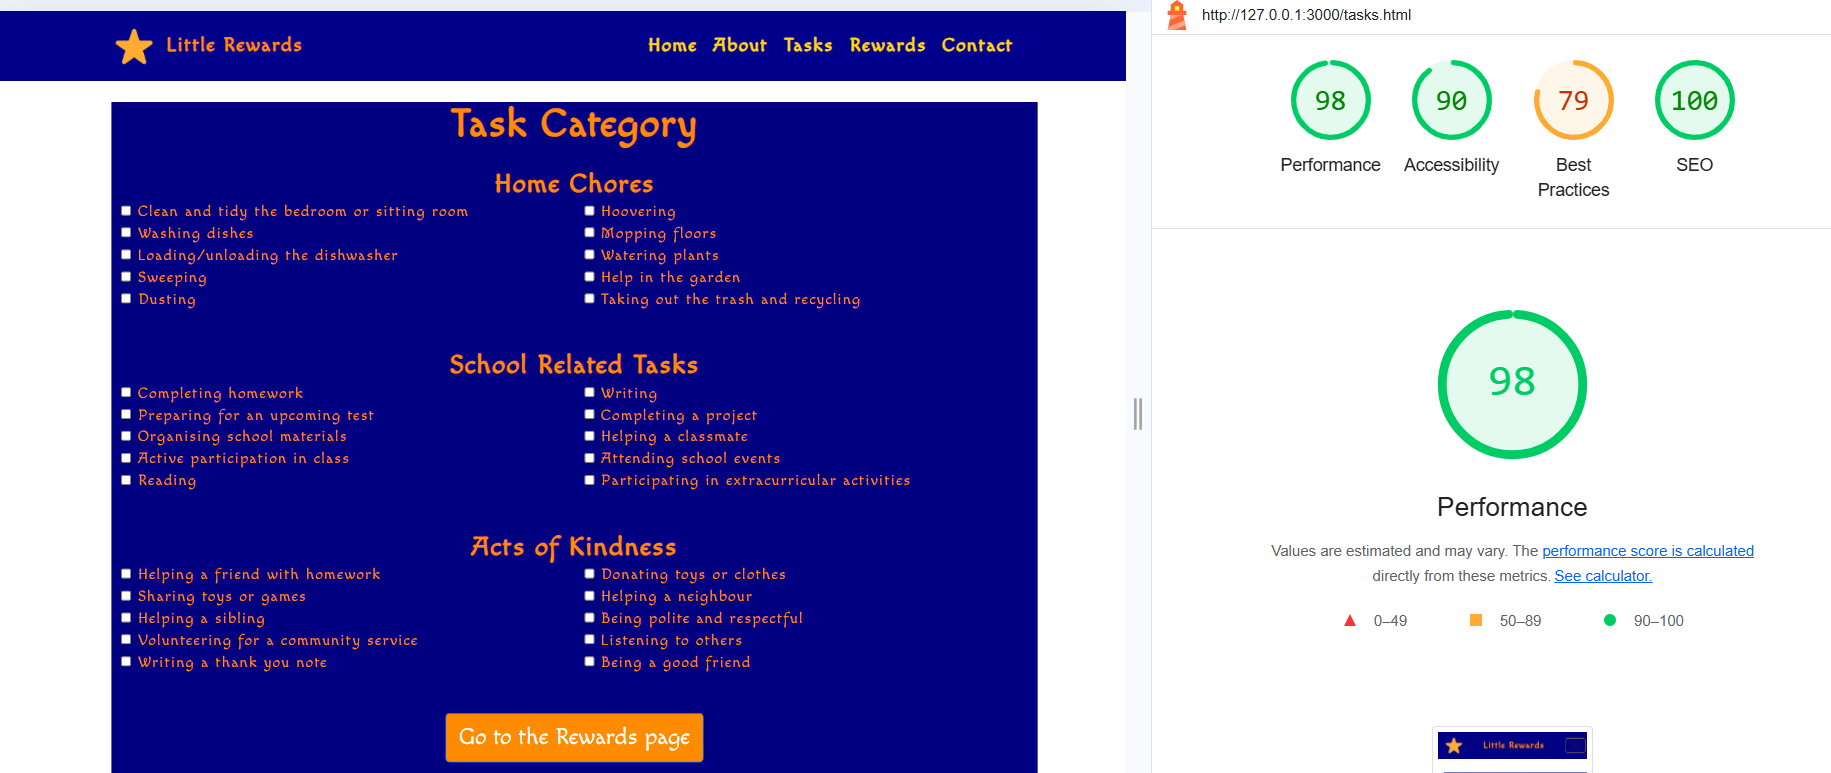 Little Rewards
Home About Tasks Rewards Contact
Task Category
Home Chores
Clean and tidy the bedroom or sitting room
Washing dishes
Loading/unloading the dishwasher
Sweeping
Dusting
Hoovering
Mopping floors
Watering plants
Help in the garden
Taking out the trash and recycling
School Related Tasks
Completing homework
Preparing for an upcoming test
Organising school materials
Active participation in class
Reading
Writing
Completing a project
Helping a classmate
Attending school events
Participating in extracurricular activities
Acts of Kindness
Helping a friend with homework
Sharing toys or games
Helping a sibling
Volunteering for a community service
Writing a thank you note
Donating toys or clothes
Helping a neighbour
Being polite and respectful
Listening to others
Being a good friend
Go to the Rewards page
http://127.0.0.1:3000/tasks.html
98 90 79 100
Performance Accessibility Best Practices SEO
98
Performance
Values are estimated and may vary. The performance score is calculated
directly from these metrics. See calculator.
0–49 50–89 90–100
Little Rewards